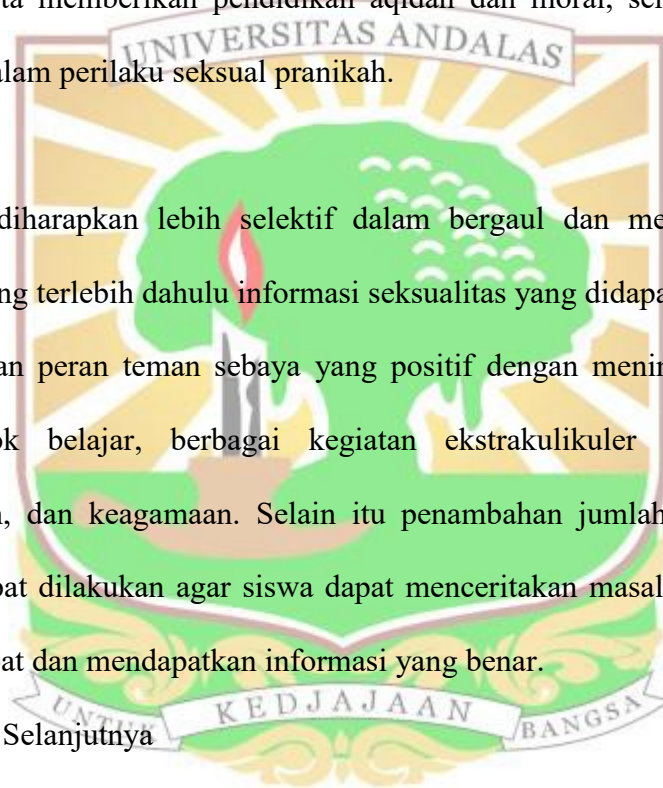 ta memberikan pendidikan aqidah dan moral, se
UNIVERSITAS ANDALAS
alam perilaku seksual pranikah.
diharapkan lebih selektif dalam bergaul dan me
ng terlebih dahulu informasi seksualitas yang didapa
an peran teman sebaya yang positif dengan menin
ok belajar, berbagai kegiatan ekstrakulikuler
, dan keagamaan. Selain itu penambahan jumlah
at dilakukan agar siswa dapat menceritakan masal
at dan mendapatkan informasi yang benar.
UNTUK KEDJAJAAN BANGSA
Selanjutnya